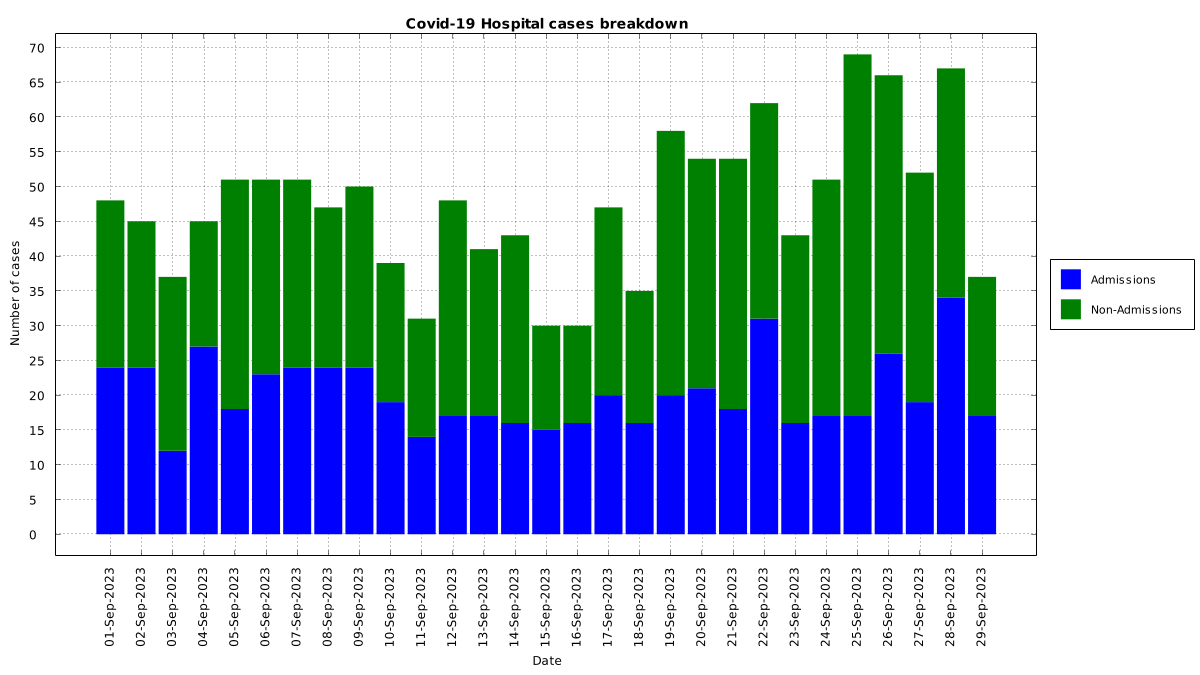 Covid-19 Hospital cases breakdown
70
65
60
55
50
45
40
35
30
25
20
15
10
5
0
Number of cases
Admissions
Non-Admissions
01-Sep-2023
02-Sep-2023
03-Sep-2023
04-Sep-2023
05-Sep-2023
06-Sep-2023
07-Sep-2023
08-Sep-2023
09-Sep-2023
10-Sep-2023
11-Sep-2023
12-Sep-2023
13-Sep-2023
14-Sep-2023
15-Sep-2023
16-Sep-2023
17-Sep-2023
18-Sep-2023
19-Sep-2023
20-Sep-2023
21-Sep-2023
22-Sep-2023
23-Sep-2023
24-Sep-2023
25-Sep-2023
26-Sep-2023
27-Sep-2023
28-Sep-2023
29-Sep-2023
Date